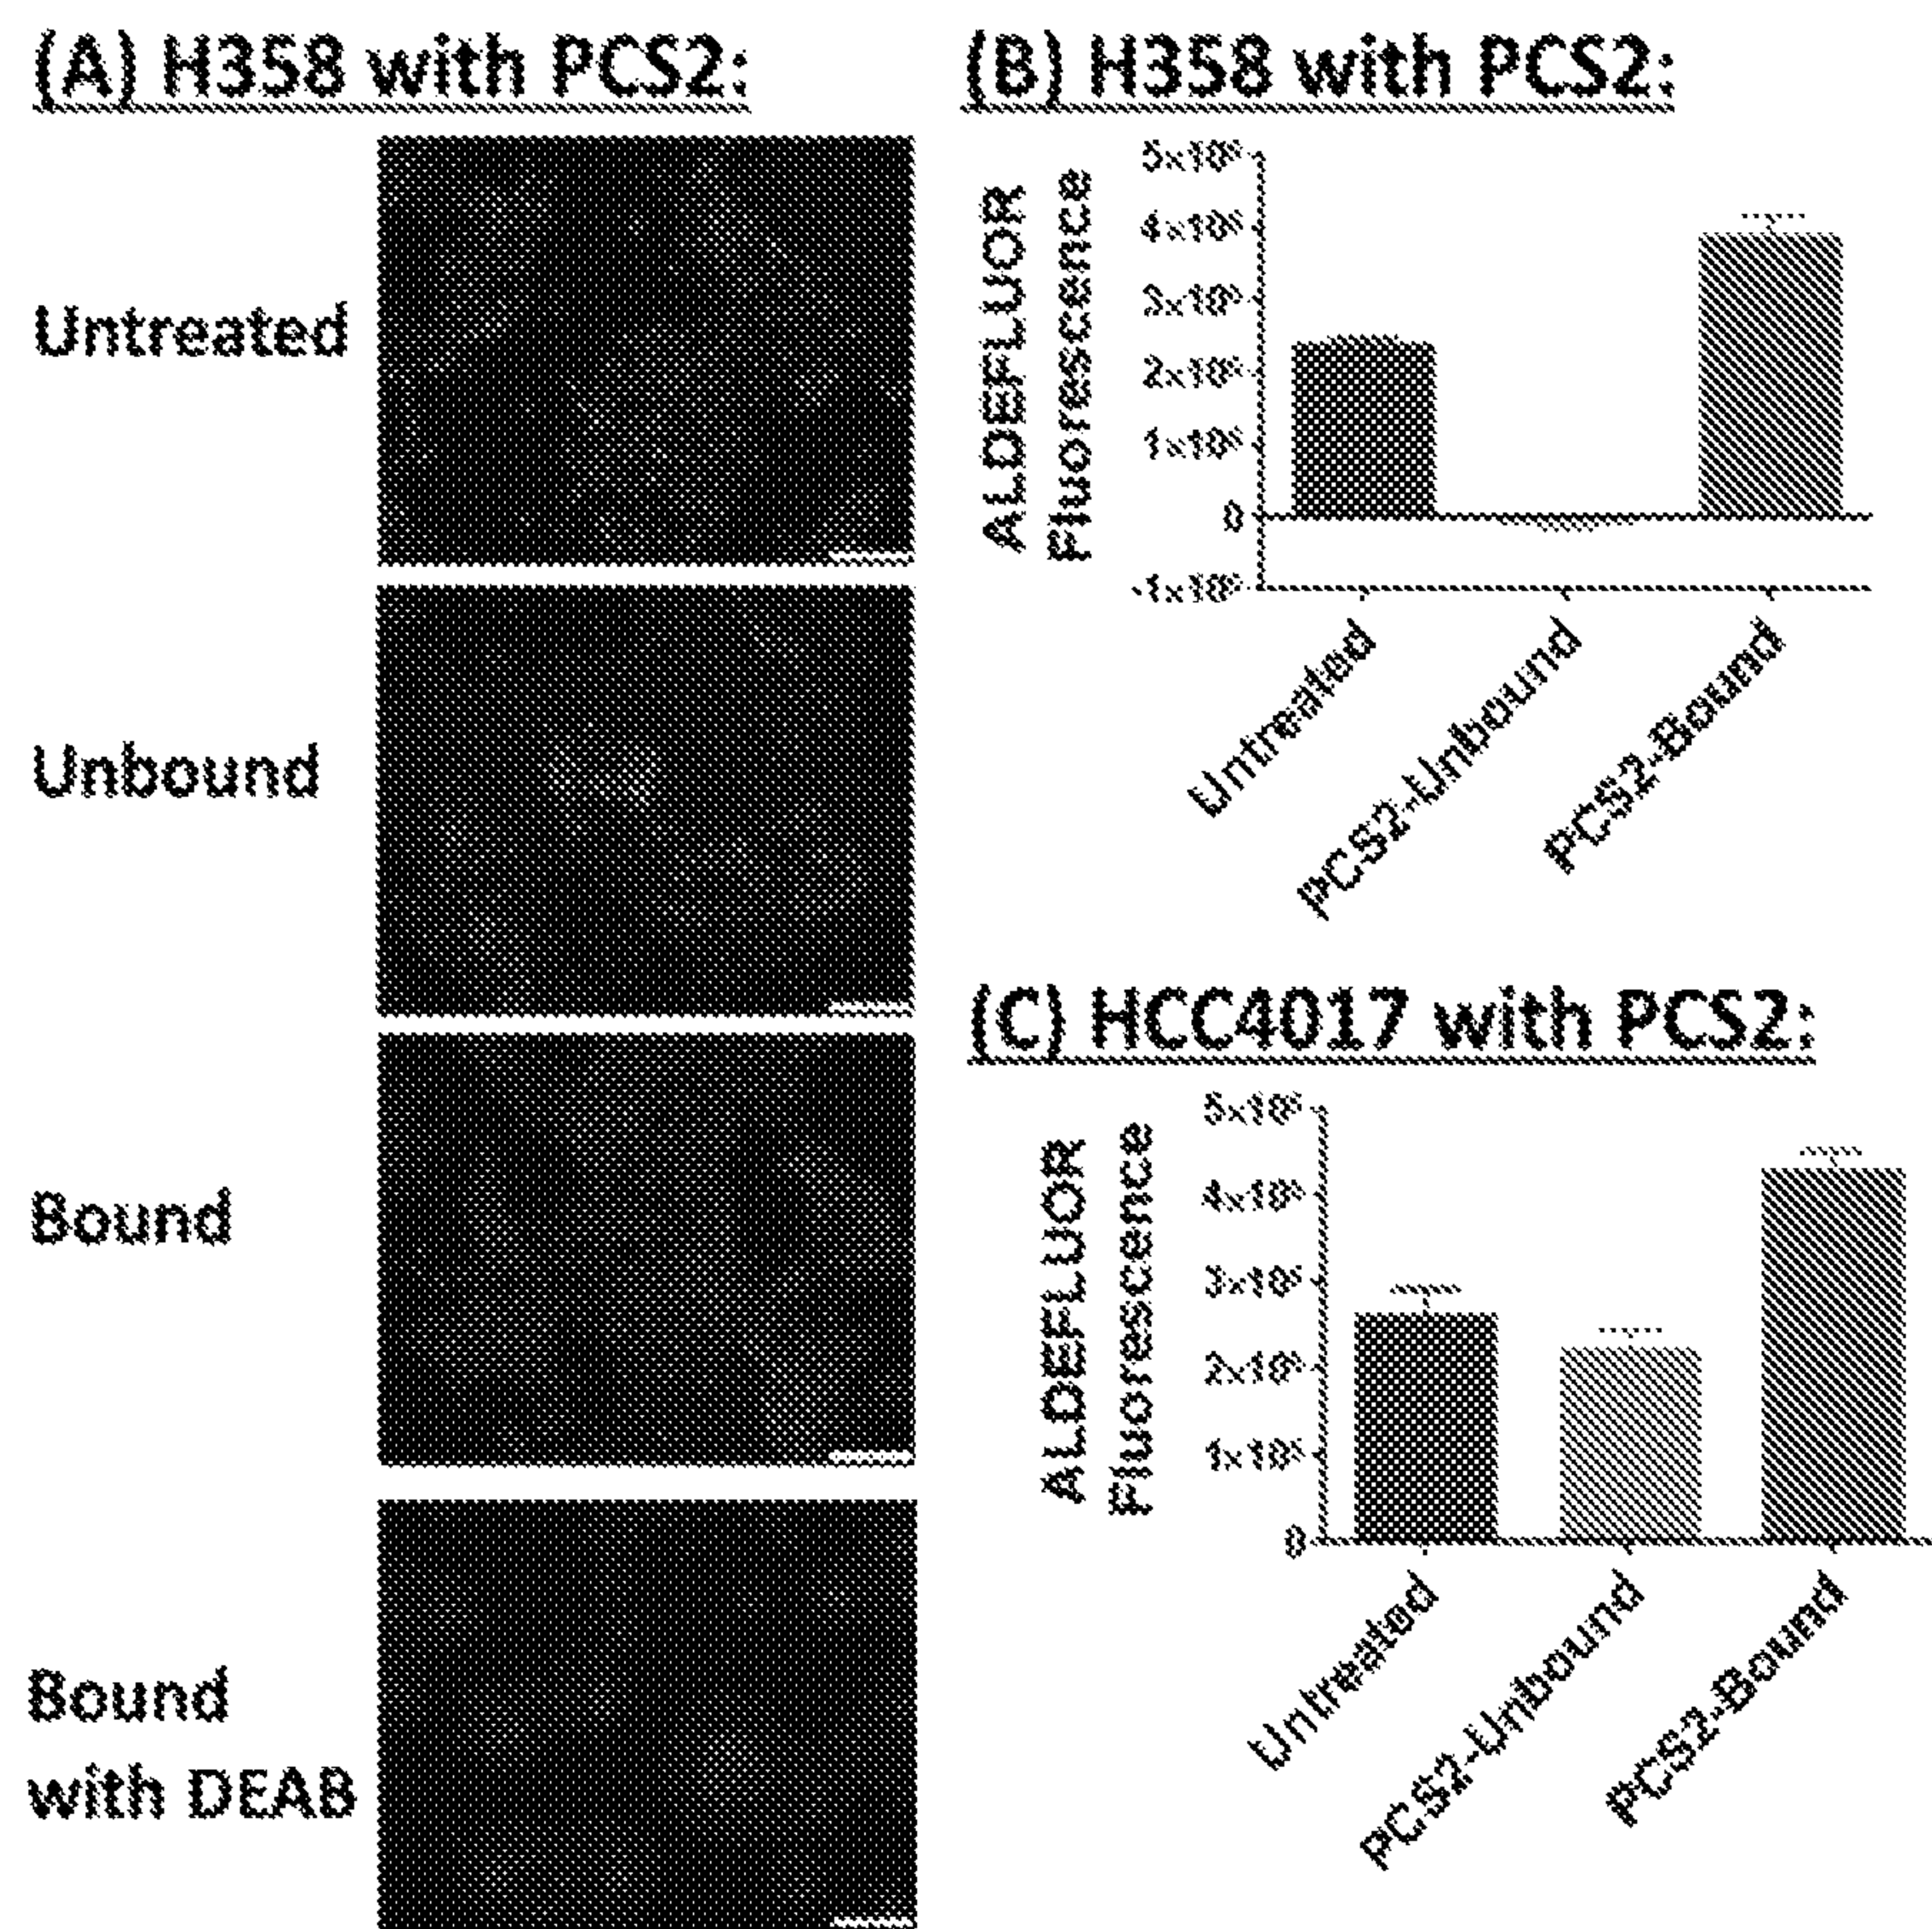 (A) H358 with PCS2:
Untreated
Unbound
Bound
Bound
with DEAB
(B) H358 with PCS2:
ALDEFLUOR
Fluorescence
0
Untreated
PCS2-Unbound
PCS2-Bound
(C) HCC4017 with PCS2:
ALDEFLUOR
Fluorescence
0
Untreated
PCS2-Unbound
PCS2-Bound